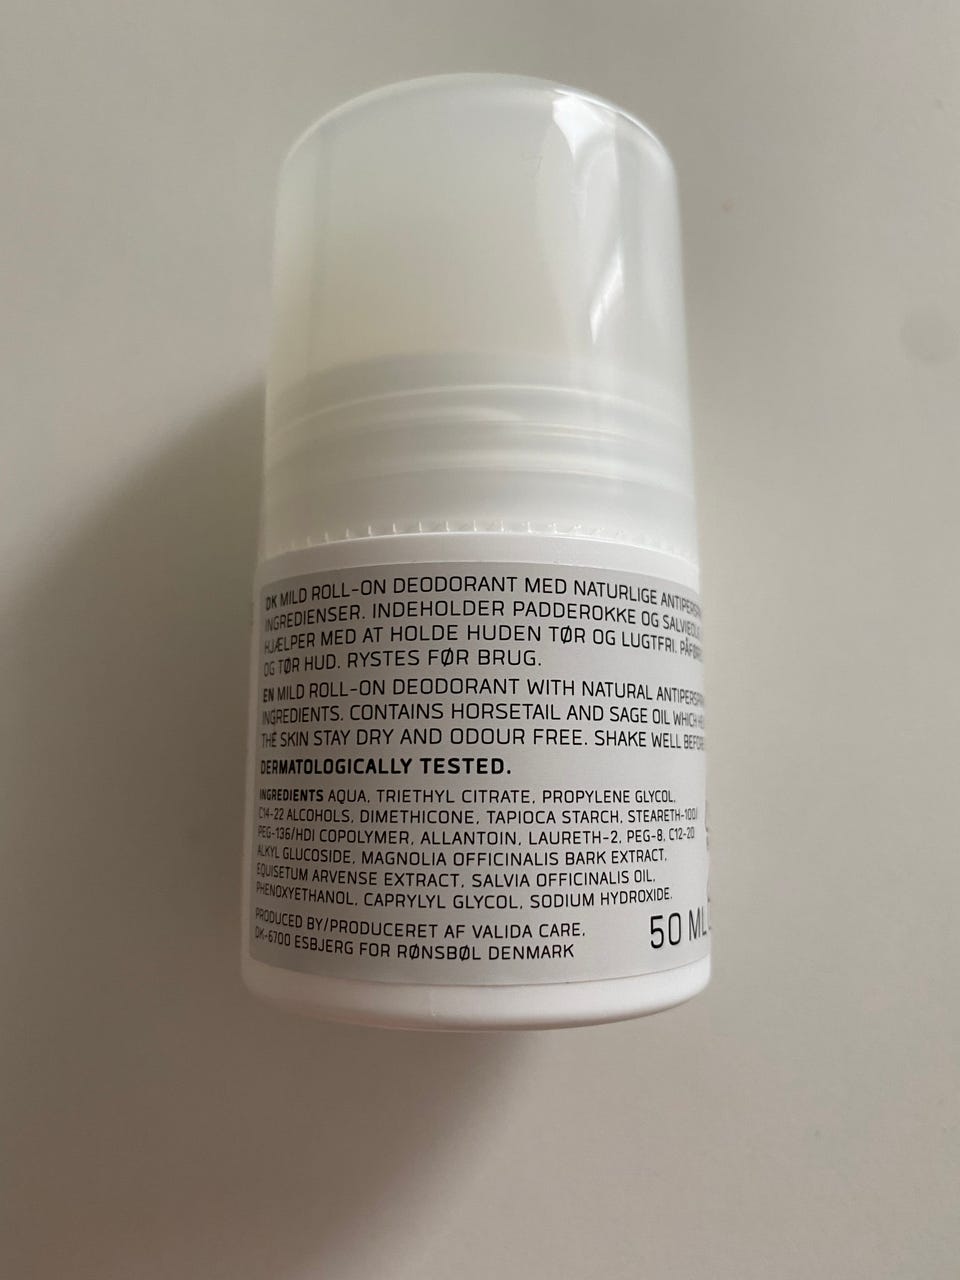 DK MILD ROLL-ON DEODORANT MED NATURLIGE
INGREDIENSER. INDEHOLDER PADDEROKKE OG
HJÆLPER MED AT HOLDE HUDEN TØR OG LUGTFRI.
OG TØR HUD. RYSTES FØR BRUG.
EN MILD ROLL-ON DEODORANT WITH NATURAL
INGREDIENTS. CONTAINS HORSETAIL AND SAGE OIL WHICH
THE SKIN STAY DRY AND ODOUR FREE. SHAKE WELL
DERMATOLOGICALLY TESTED.
INGREDIENTS AQUA, TRIETHYL CITRATE, PROPYLENE GLYCOL,
C14-22 ALCOHOLS, DIMETHICONE, TAPIOCA STARCH, STEARETH-100/
PEG-136/HDI COPOLYMER, ALLANTOIN, LAURETH-2, PEG-8, C12-20
ALKYL GLUCOSIDE, MAGNOLIA OFFICINALIS BARK EXTRACT,
EQUISETUM ARVENSE EXTRACT, SALVIA OFFICINALIS OIL,
PHENOXYETHANOL, CAPRYLYL GLYCOL, SODIUM HYDROXIDE.
PRODUCED BY/PRODUCERET AF VALIDA CARE,
DK-6700 ESBJERG FOR RØNSBØL DENMARK
50 ML